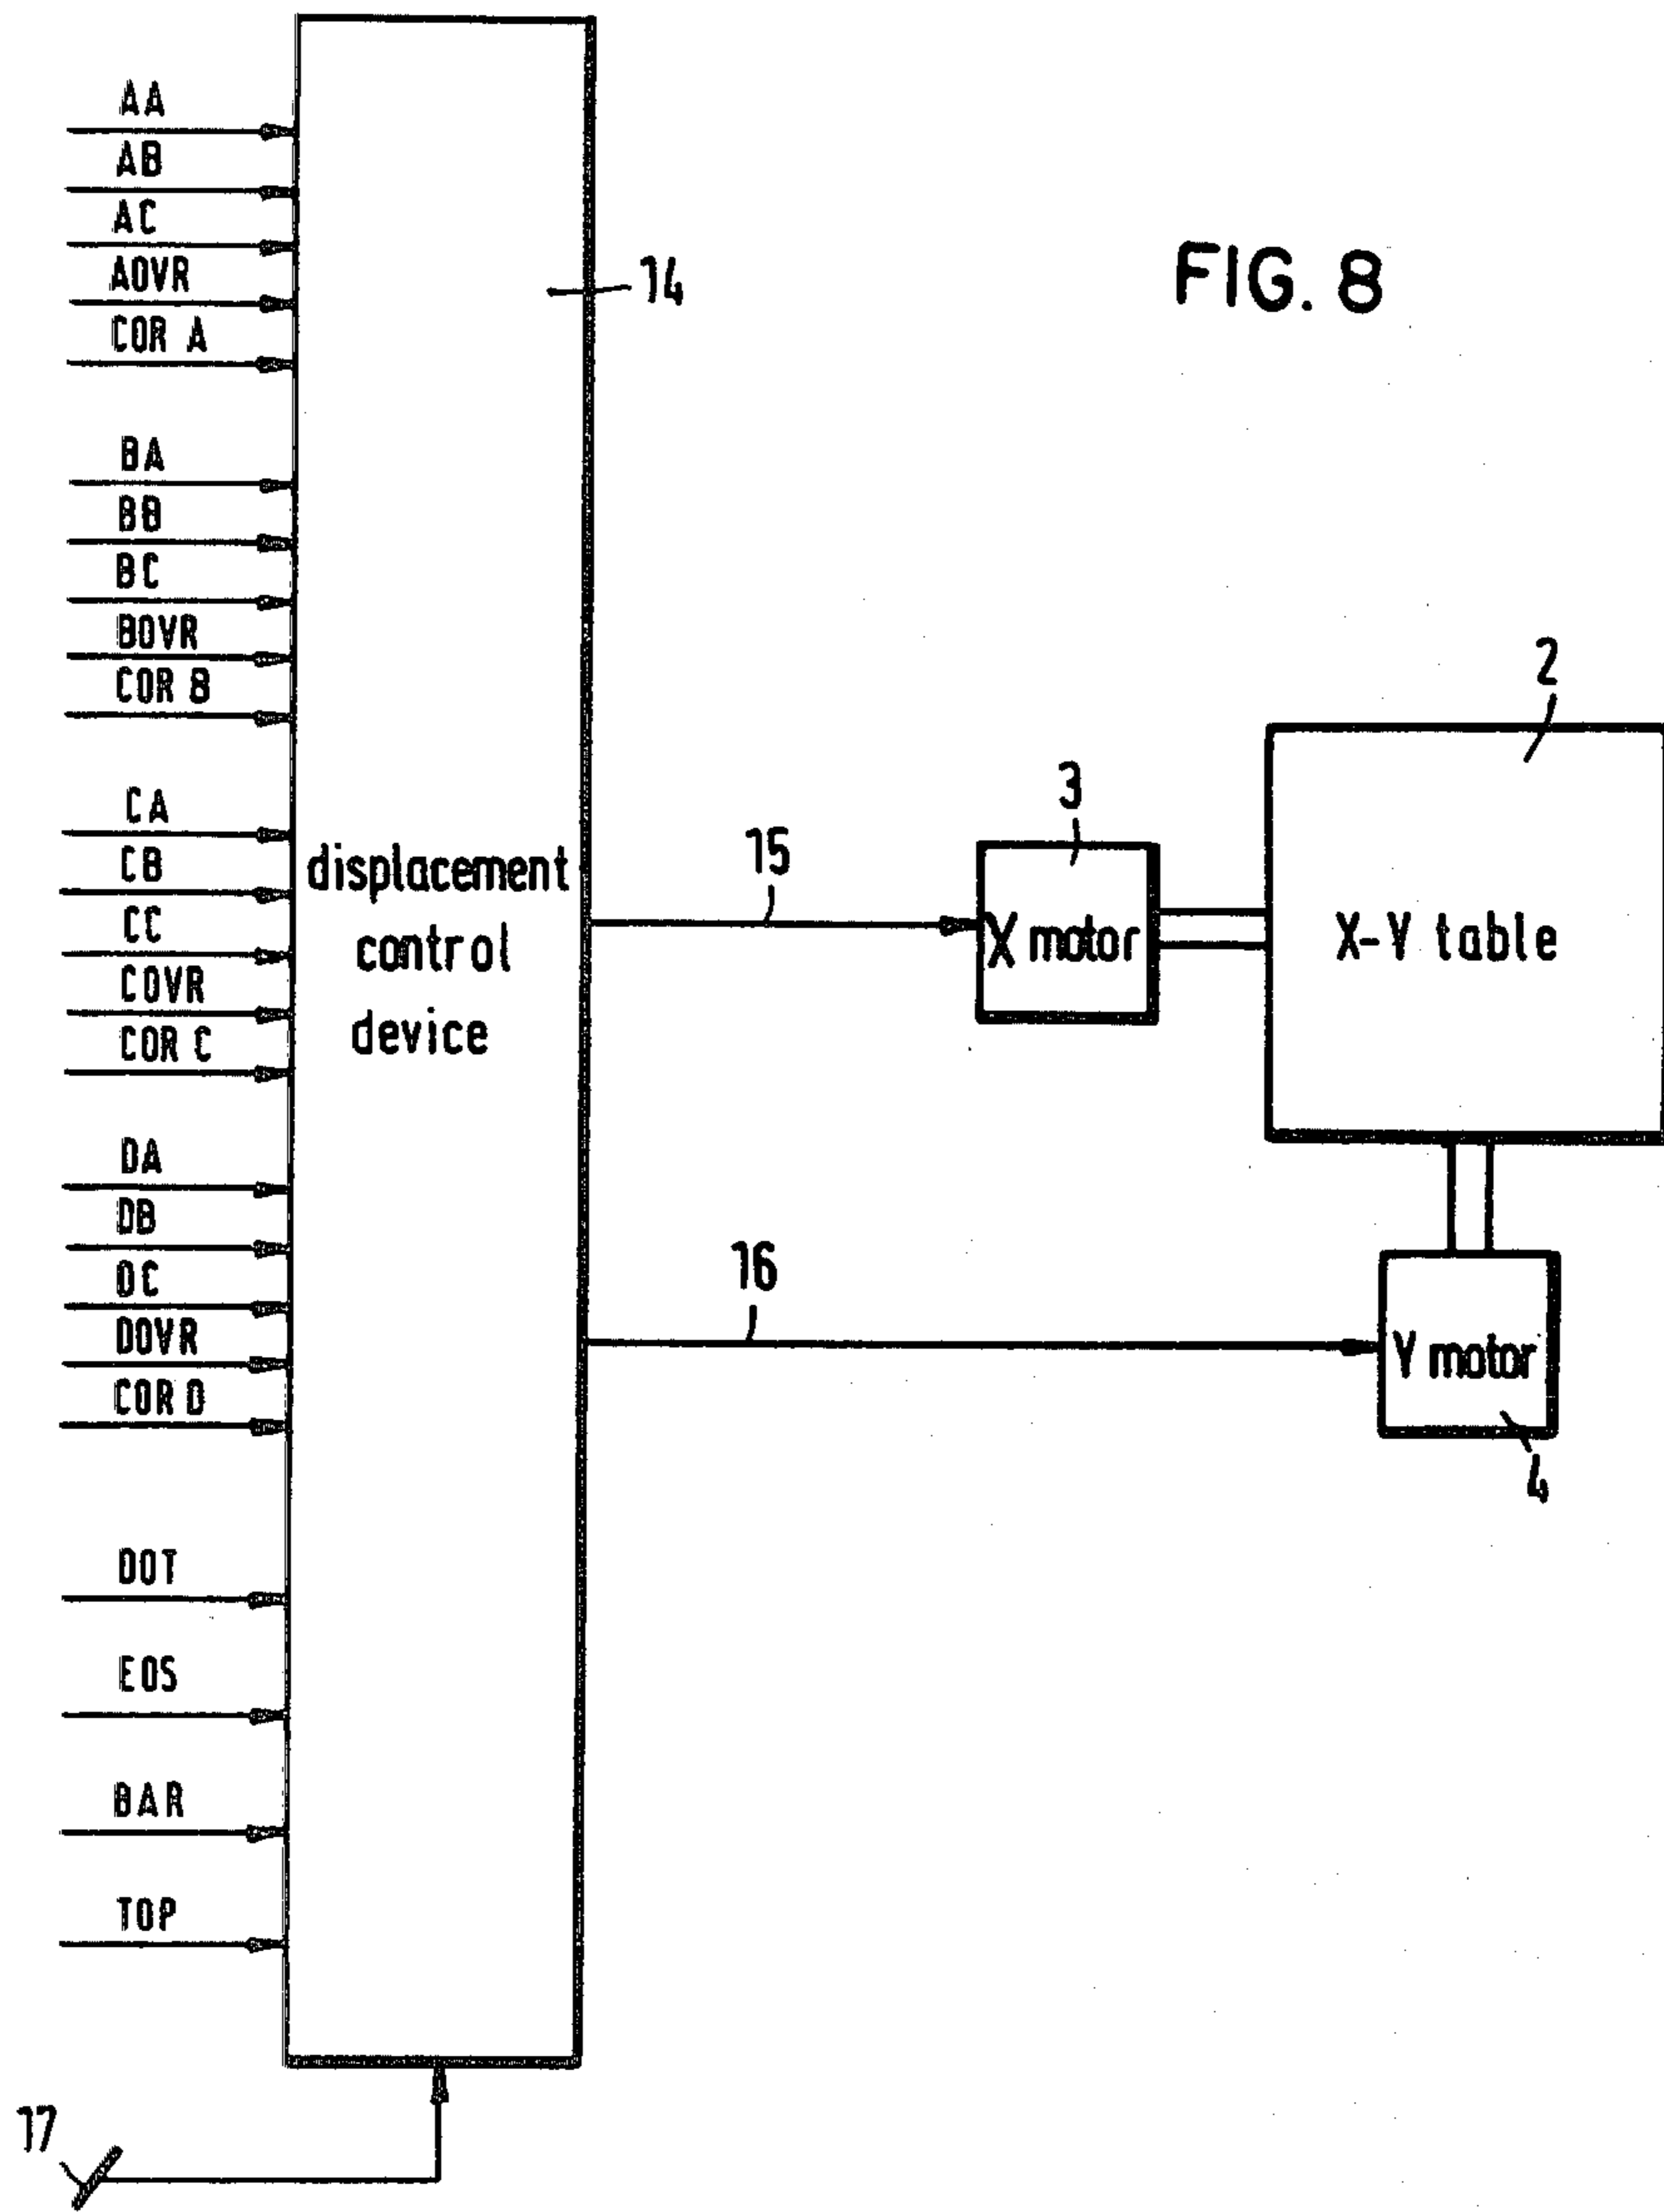 AA
AB
AC
AOVR
COR A
BA
BB
BC
BOVR
COR B
CA
CB
CC
COVR
COR C
DA
DB
DC
DOVR
COR D
DOT
EOS
BAR
TOP
17
displacement
control
device
14
FIG. 8
15
16
3
X motor
2
X-Y table
Y motor
4